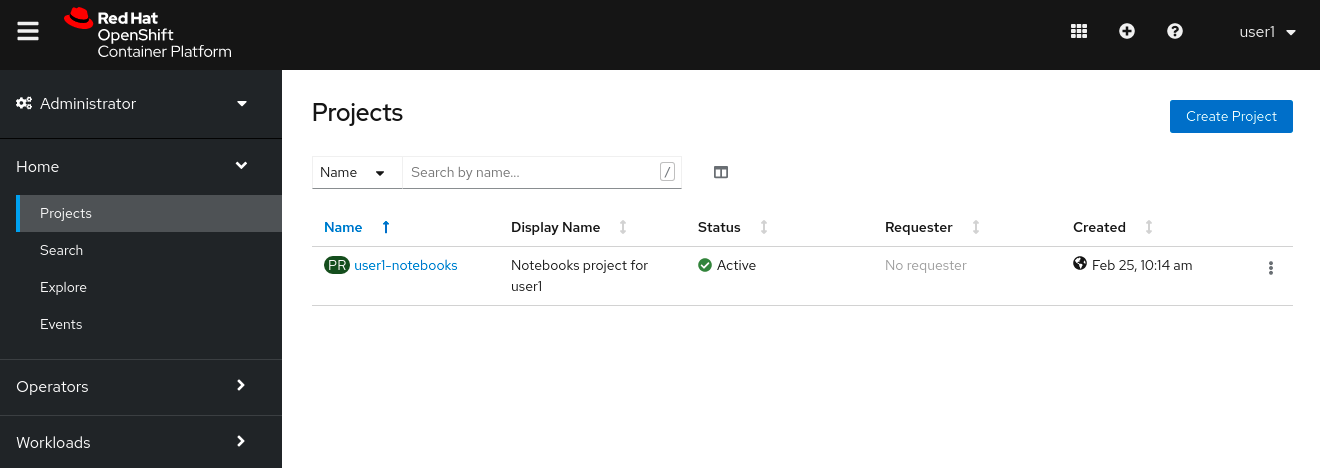 Red Hat
OpenShift
Container Platform
user1
Administrator
Home
Projects
Search
Explore
Events
Operators
Workloads
Projects
Create Project
Name
Search by name...
/
Name Display Name Status Requester Created
PR user1-notebooks Notebooks project for Active No requester Feb 25, 10:14 am
user1